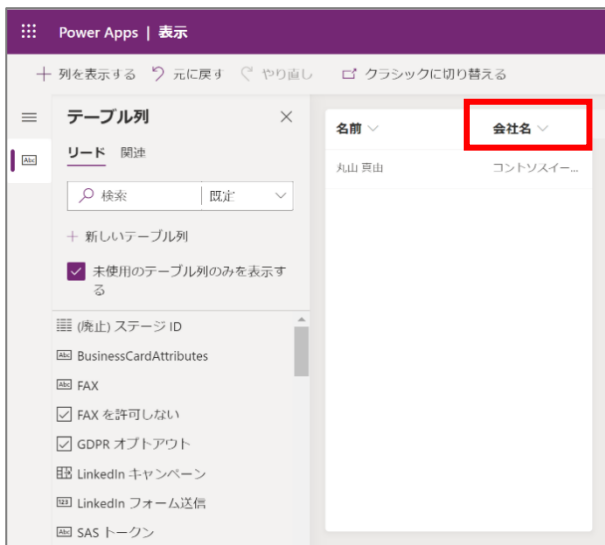 Power Apps | 表示
列を表示する 元に戻す やり直し クラシックに切り替える
テーブル列
リード 関連
検索 既定
新しいテーブル列
未使用のテーブル列のみを表示す
る
(廃止) ステージ ID
Abc BusinessCardAttributes
Abc FAX
FAX を許可しない
GDPR オプトアウト
LinkedIn キャンペーン
123 LinkedIn フォーム送信
Abc SAS トークン
名前 会社名
丸山 真由 コントソスイー...
Abc